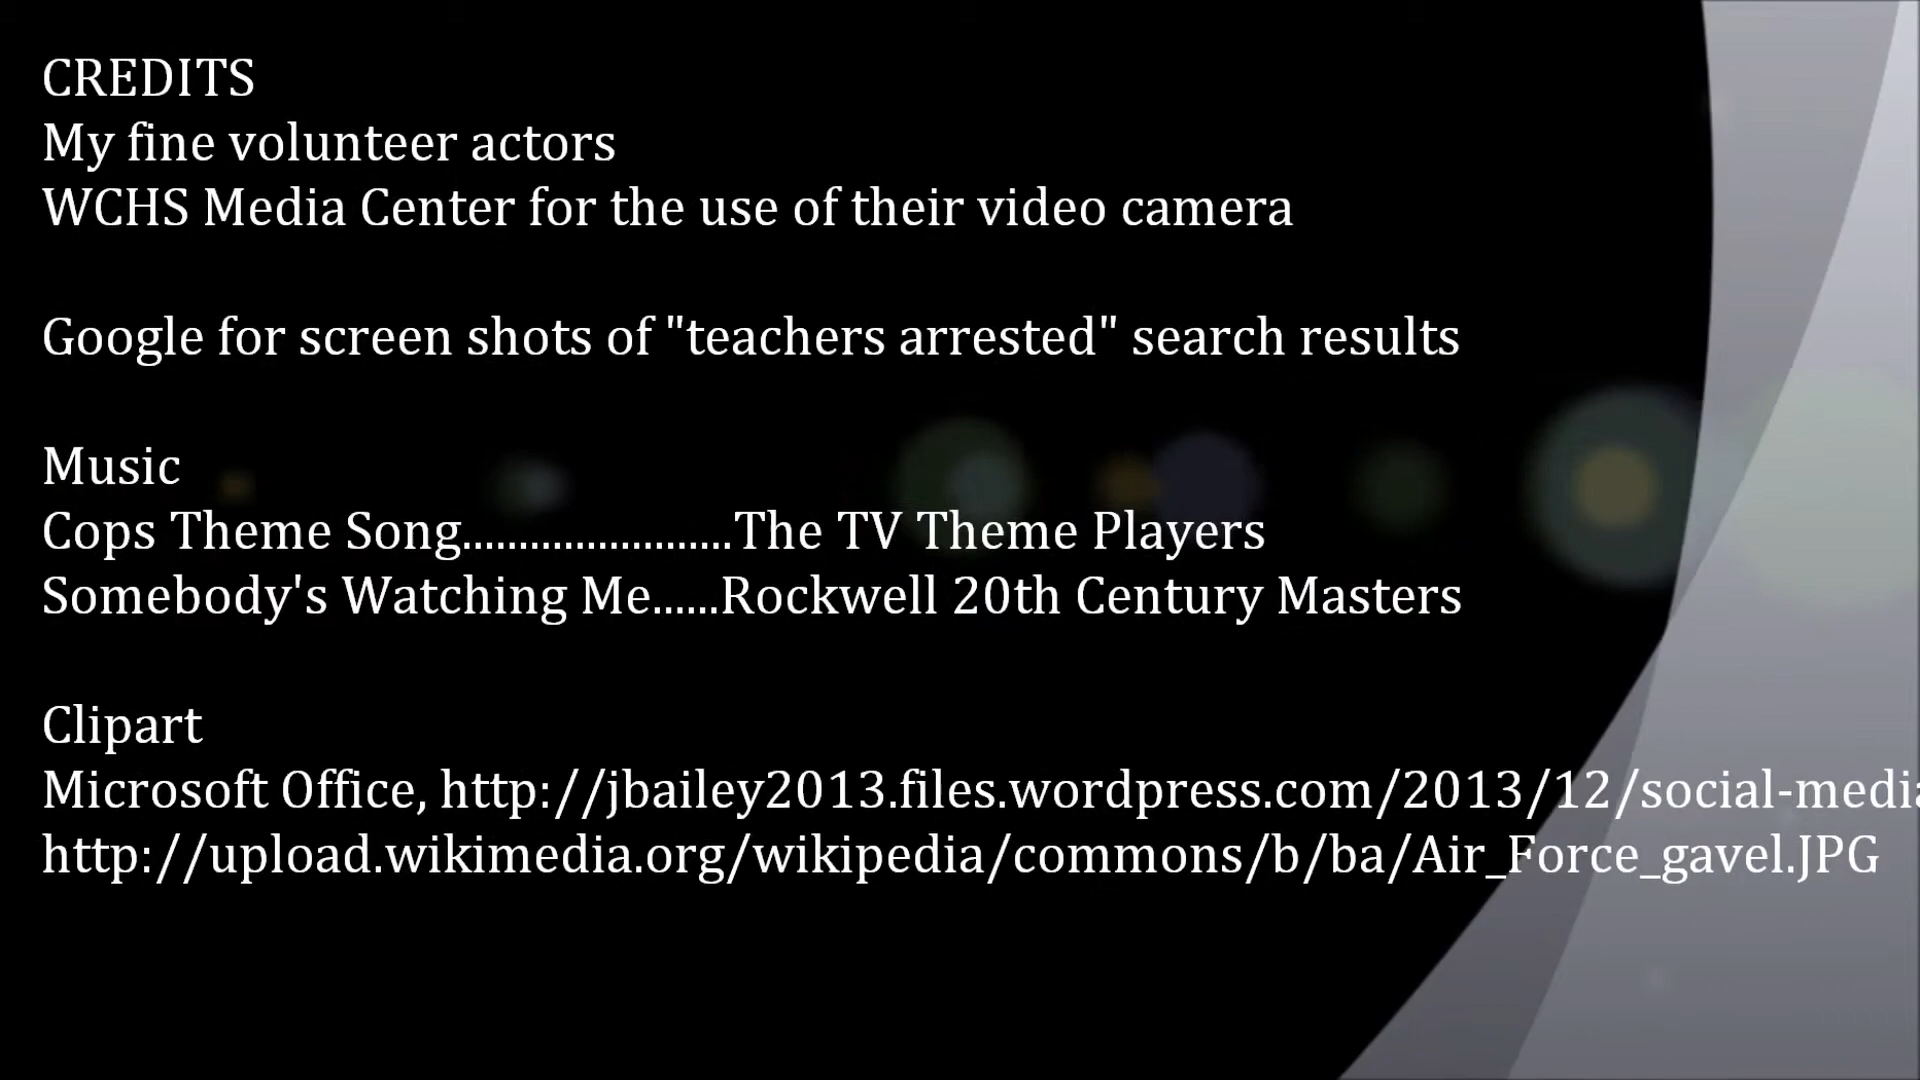 CREDITS
My fine volunteer actors
WCHS Media Center for the use of their video camera
Google for screen shots of "teachers arrested" search results
Music
Cops Theme Song........................The TV Theme Players
Somebody's Watching Me......Rockwell 20th Century Masters
Clipart
Microsoft Office, http://jbailey2013.files.wordpress.com/2013/12/social-media
http://upload.wikimedia.org/wikipedia/commons/b/ba/Air_Force_gavel.JPG